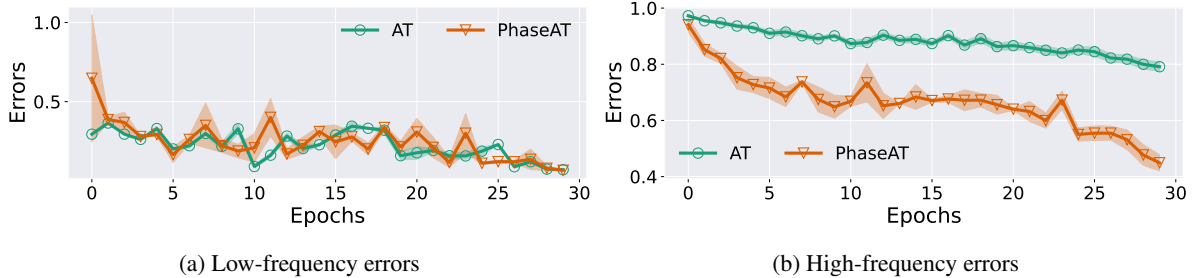 1.0
0.5
Errors
AT
PhaseAT
0
5
10
15
20
25
30
Epochs
(a) Low-frequency errors
1.0
0.8
0.6
0.4
Errors
AT
PhaseAT
0
5
10
15
20
25
30
Epochs
(b) High-frequency errors